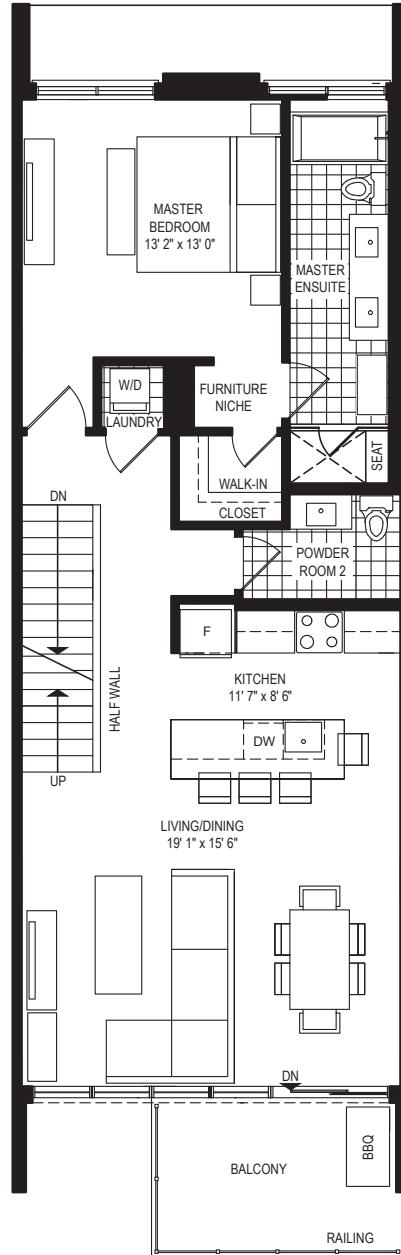 MASTER
BEDROOM
13' 2" x 13' 0"
MASTER
ENSUITE
W/D
LAUNDRY
FURNITURE
NICHE
SEAT
WALK-IN
CLOSET
DN
POWDER
ROOM 2
F
KITCHEN
11' 7" x 8' 6"
HALF WALL
DW
UP
LIVING/DINING
19' 1" x 15' 6"
DN
BALCONY
BBQ
RAILING